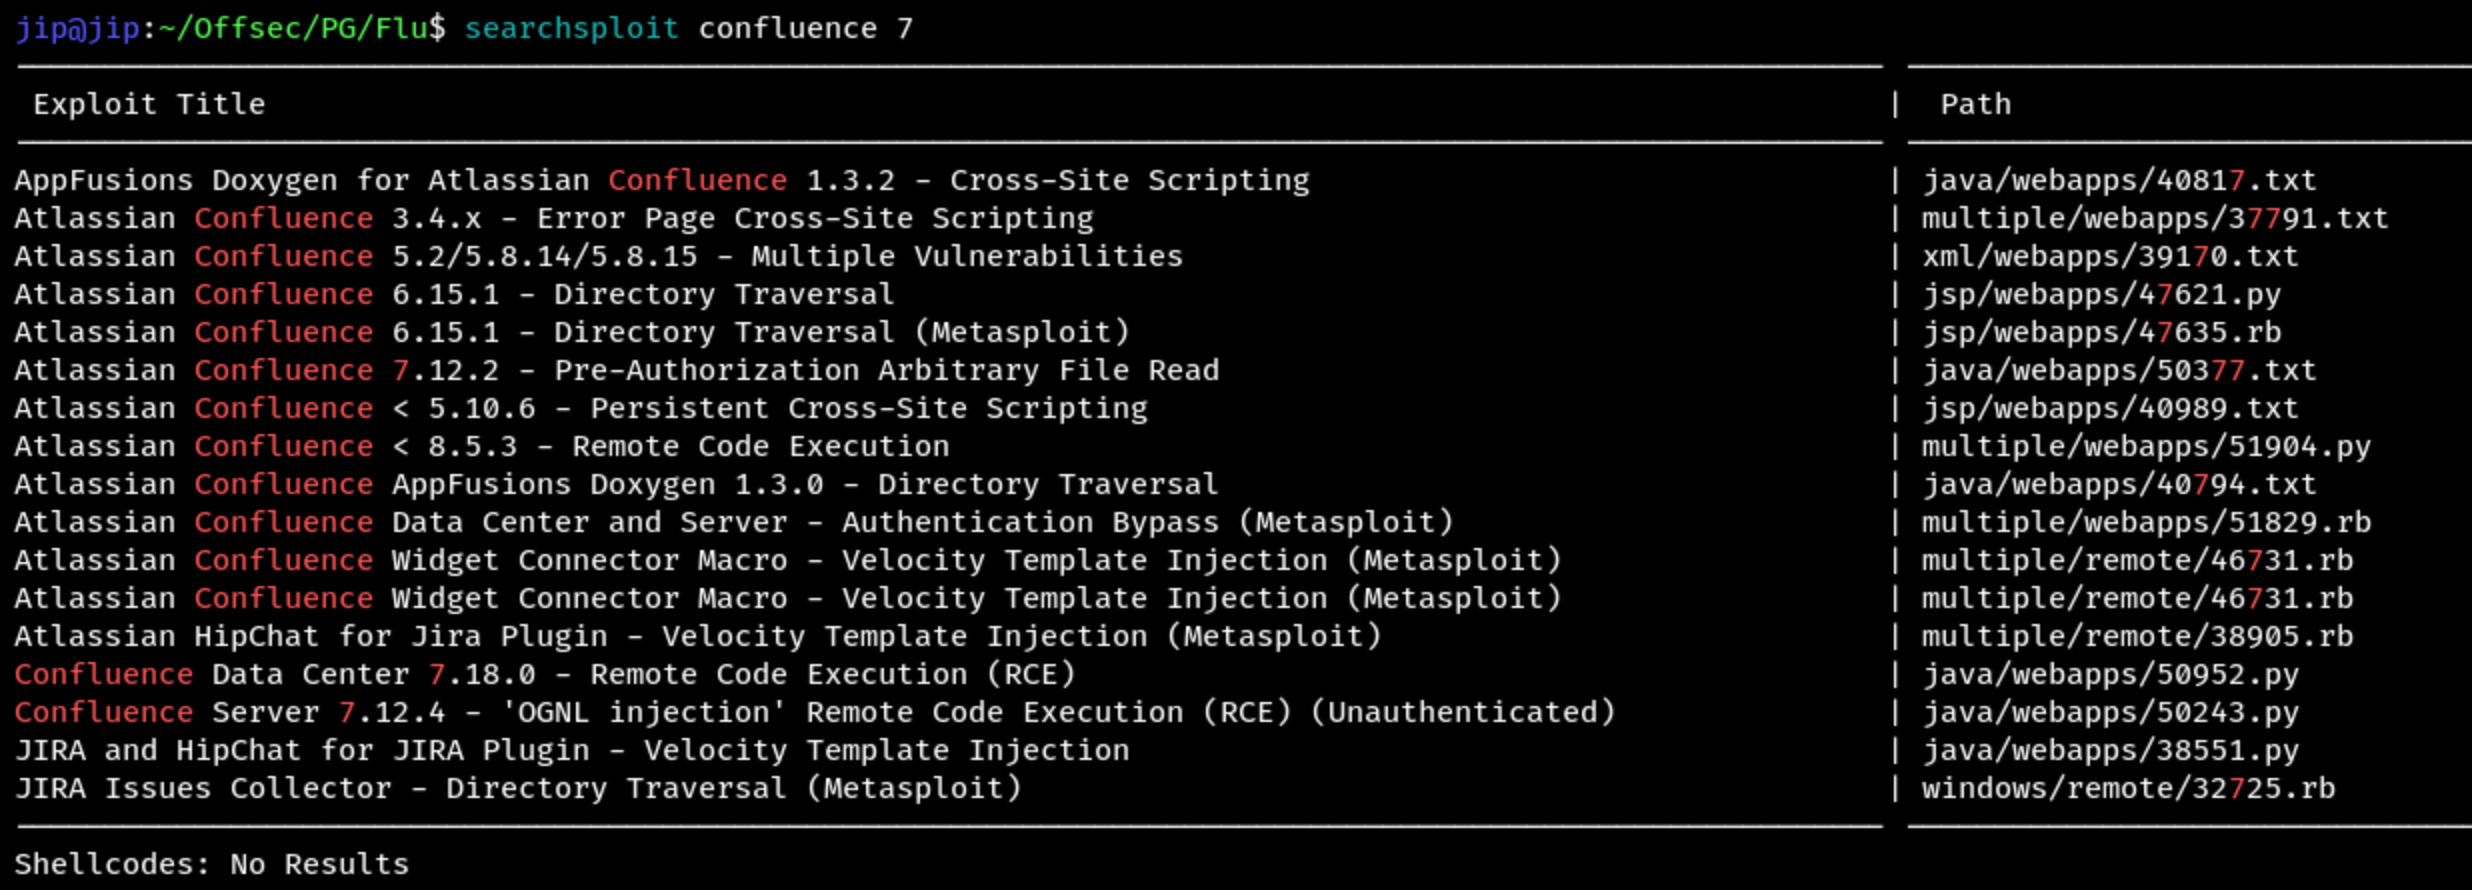 jip@jip:~/Offsec/PG/Flu$ searchsploit confluence 7
Exploit Title | Path
AppFusions Doxygen for Atlassian Confluence 1.3.2 - Cross-Site Scripting | java/webapps/40817.txt
Atlassian Confluence 3.4.x - Error Page Cross-Site Scripting | multiple/webapps/37791.txt
Atlassian Confluence 5.2/5.8.14/5.8.15 - Multiple Vulnerabilities | xml/webapps/39170.txt
Atlassian Confluence 6.15.1 - Directory Traversal | jsp/webapps/47621.py
Atlassian Confluence 6.15.1 - Directory Traversal (Metasploit) | jsp/webapps/47635.rb
Atlassian Confluence 7.12.2 - Pre-Authorization Arbitrary File Read | java/webapps/50377.txt
Atlassian Confluence < 5.10.6 - Persistent Cross-Site Scripting | jsp/webapps/40989.txt
Atlassian Confluence < 8.5.3 - Remote Code Execution | multiple/webapps/51904.py
Atlassian Confluence AppFusions Doxygen 1.3.0 - Directory Traversal | java/webapps/40794.txt
Atlassian Confluence Data Center and Server - Authentication Bypass (Metasploit) | multiple/webapps/51829.rb
Atlassian Confluence Widget Connector Macro - Velocity Template Injection (Metasploit) | multiple/remote/46731.rb
Atlassian Confluence Widget Connector Macro - Velocity Template Injection (Metasploit) | multiple/remote/46731.rb
Atlassian HipChat for Jira Plugin - Velocity Template Injection (Metasploit) | multiple/remote/38905.rb
Confluence Data Center 7.18.0 - Remote Code Execution (RCE) | java/webapps/50952.py
Confluence Server 7.12.4 - 'OGNL injection' Remote Code Execution (RCE) (Unauthenticated) | java/webapps/50243.py
JIRA and HipChat for JIRA Plugin - Velocity Template Injection | java/webapps/38551.py
JIRA Issues Collector - Directory Traversal (Metasploit) | windows/remote/32725.rb
Shellcodes: No Results